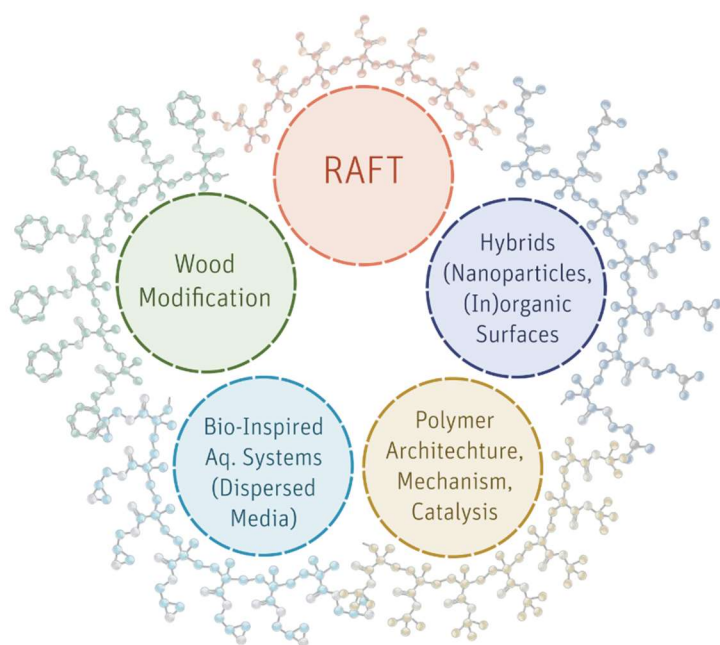 RAFT
Hybrids
(Nanoparticles,
(In)organic
Surfaces
Wood
Modification
Polymer
Architechture,
Mechanism,
Catalysis
Bio-Inspired
Aq. Systems
(Dispersed
Media)